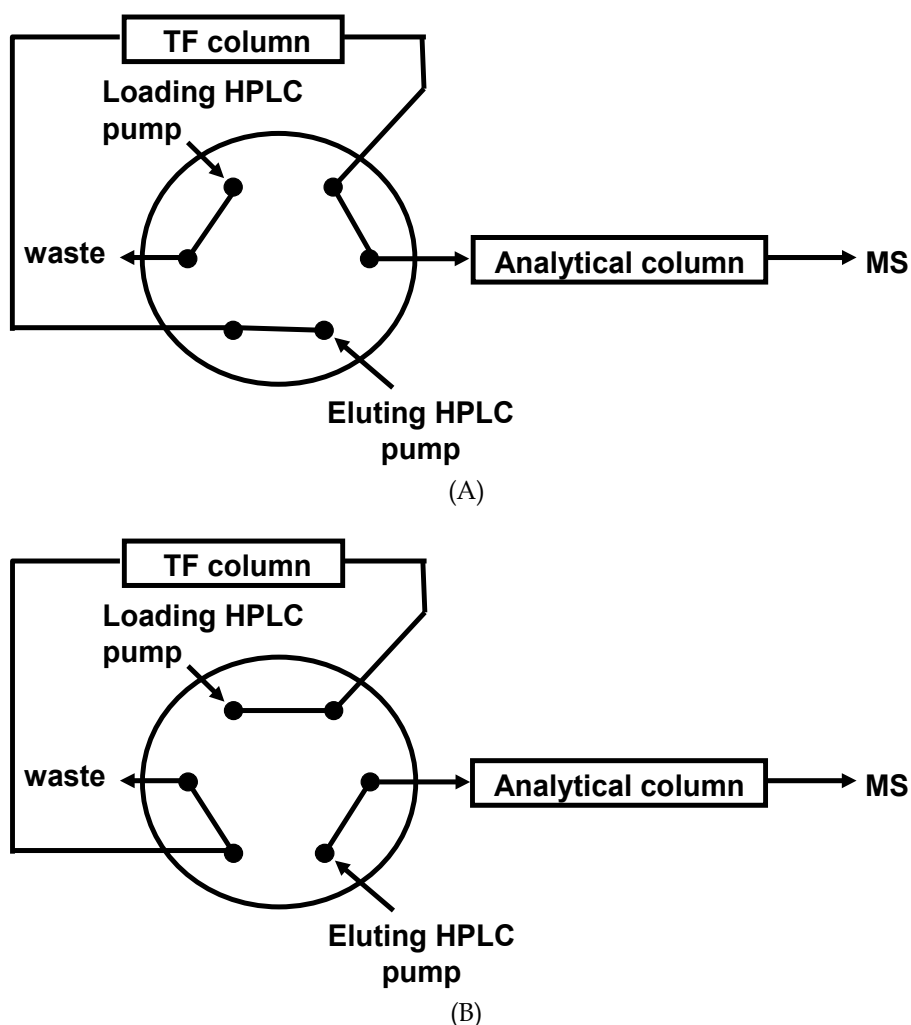 TF column
Loading HPLC
pump
waste
Analytical column
MS
Eluting HPLC
pump
(A)
TF column
Loading HPLC
pump
waste
Analytical column
MS
Eluting HPLC
pump
(B)